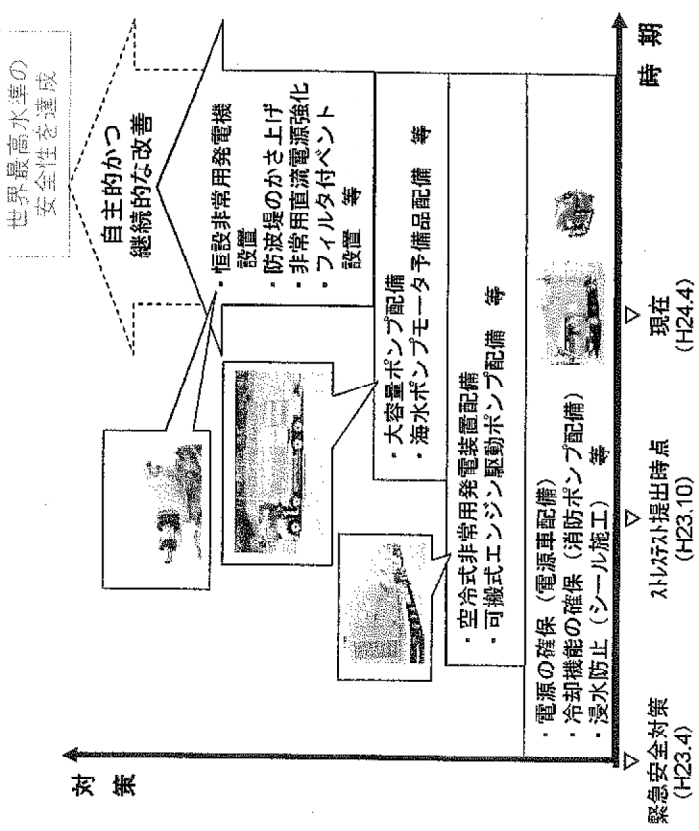 世界最高水準の
安全性を達成
自主的かつ
継続的な改善
・恒設非常用発電機
設置
・防波堤のかさ上げ
・非常用直流電源強化
・フィルタ付ベント
設置 等
・大容量ポンプ配備
・海水ポンプモータ予備品配備 等
・空冷式非常用発電装置配備
・可搬式エンジン駆動ポンプ配備 等
・電源の確保（電源車配備）
・冷却機能の確保（消防ポンプ配備）
・浸水防止（シール施工） 等
対
策
時 期
緊急安全対策
(H23.4)
ストレステスト提出時点
(H23.10)
現在
(H24.4)